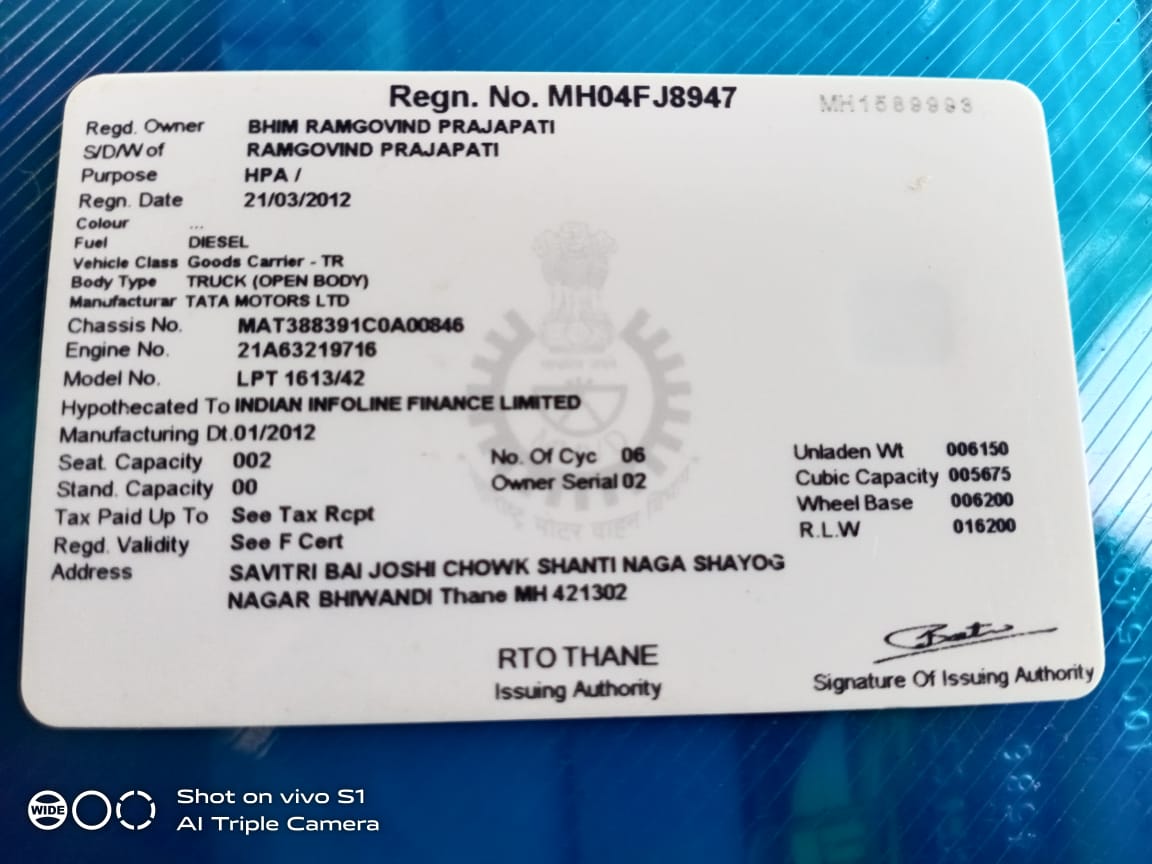 Regn. No. MH04FJ8947 MH1589993
Regd. Owner BHIM RAMGOVIND PRAJAPATI
S/D/W of RAMGOVIND PRAJAPATI
Purpose HPA /
Regn. Date 21/03/2012
Colour ...
Fuel DIESEL
Vehicle Class Goods Carrier - TR
Body Type TRUCK (OPEN BODY)
Manufacturar TATA MOTORS LTD
Chassis No. MAT388391C0A00846
Engine No. 21A63219716
Model No. LPT 1613/42
Hypothecated To INDIAN INFOLINE FINANCE LIMITED
Manufacturing Dt.01/2012
Seat. Capacity 002 No. Of Cyc 06 Unladen Wt 006150
Stand. Capacity 00 Owner Serial 02 Cubic Capacity 005675
Tax Paid Up To See Tax Rcpt Wheel Base 006200
Regd. Validity See F Cert R.L.W 016200
Address SAVITRI BAI JOSHI CHOWK SHANTI NAGA SHAYOG
NAGAR BHIWANDI Thane MH 421302
RTO THANE
Issuing Authority
Signature Of Issuing Authority
मोटर वाहन
WIDE
Shot on vivo S1
AI Triple Camera